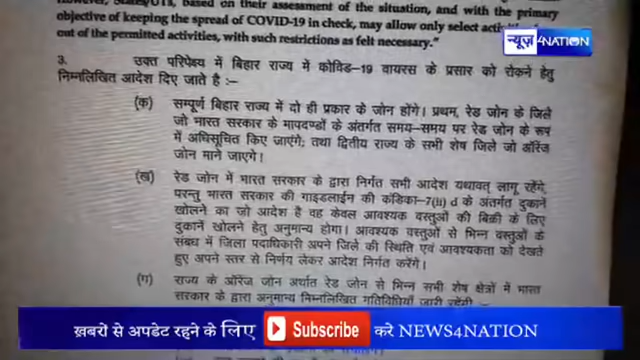 However, States/UTs, based on their assessment of the situation, and with the primary
objective of keeping the spread of COVID-19 in check, may allow only select
out of the permitted activities, with such restrictions as felt necessary."
न्यूज़ 4NATION
3. उक्त परिपेक्ष्य में बिहार राज्य में कोविड-19 वायरस के प्रसार को रोकने हेतु
निम्नलिखित आदेश दिए जाते है :–
(क) सम्पूर्ण बिहार राज्य में दो ही प्रकार के जोन होंगे। प्रथम, रेड जोन के जिले
जो भारत सरकार के मापदण्डों के अंतर्गत समय-समय पर रेड जोन के रूप
में अधिसूचित किए जाएंगे; तथा द्वितीय राज्य के सभी शेष जिले जो ऑरेंज
जोन माने जाएगे।
(ख) रेड जोन में भारत सरकार के द्वारा निर्गत सभी आदेश यथावत् लागू रहेंगे,
परन्तु भारत सरकार की गाइडलाईन की कंडिका-7(ii) d के अंतर्गत दुकानें
खोलने का जो आदेश है वह केवल आवश्यक वस्तुओं की बिक्री के लिए
दुकानें खोलने हेतु अनुमान्य होगा। आवश्यक वस्तुओं से भिन्न वस्तुओं के
संबंध में जिला पदाधिकारी अपने जिले की स्थिति एवं आवश्यकता को देखते
हुए अपने स्तर से निर्णय लेकर आदेश निर्गत करेंगे।
(ग) राज्य के ऑरेंज जोन अर्थात रेड जोन से भिन्न सभी शेष क्षेत्रों में भारत
सरकार के द्वारा अनुमान्य निम्नलिखित गतिविधियाँ जारी रहेगी :–
ख़बरों से अपडेट रहने के लिए Subscribe करे NEWS4NATION